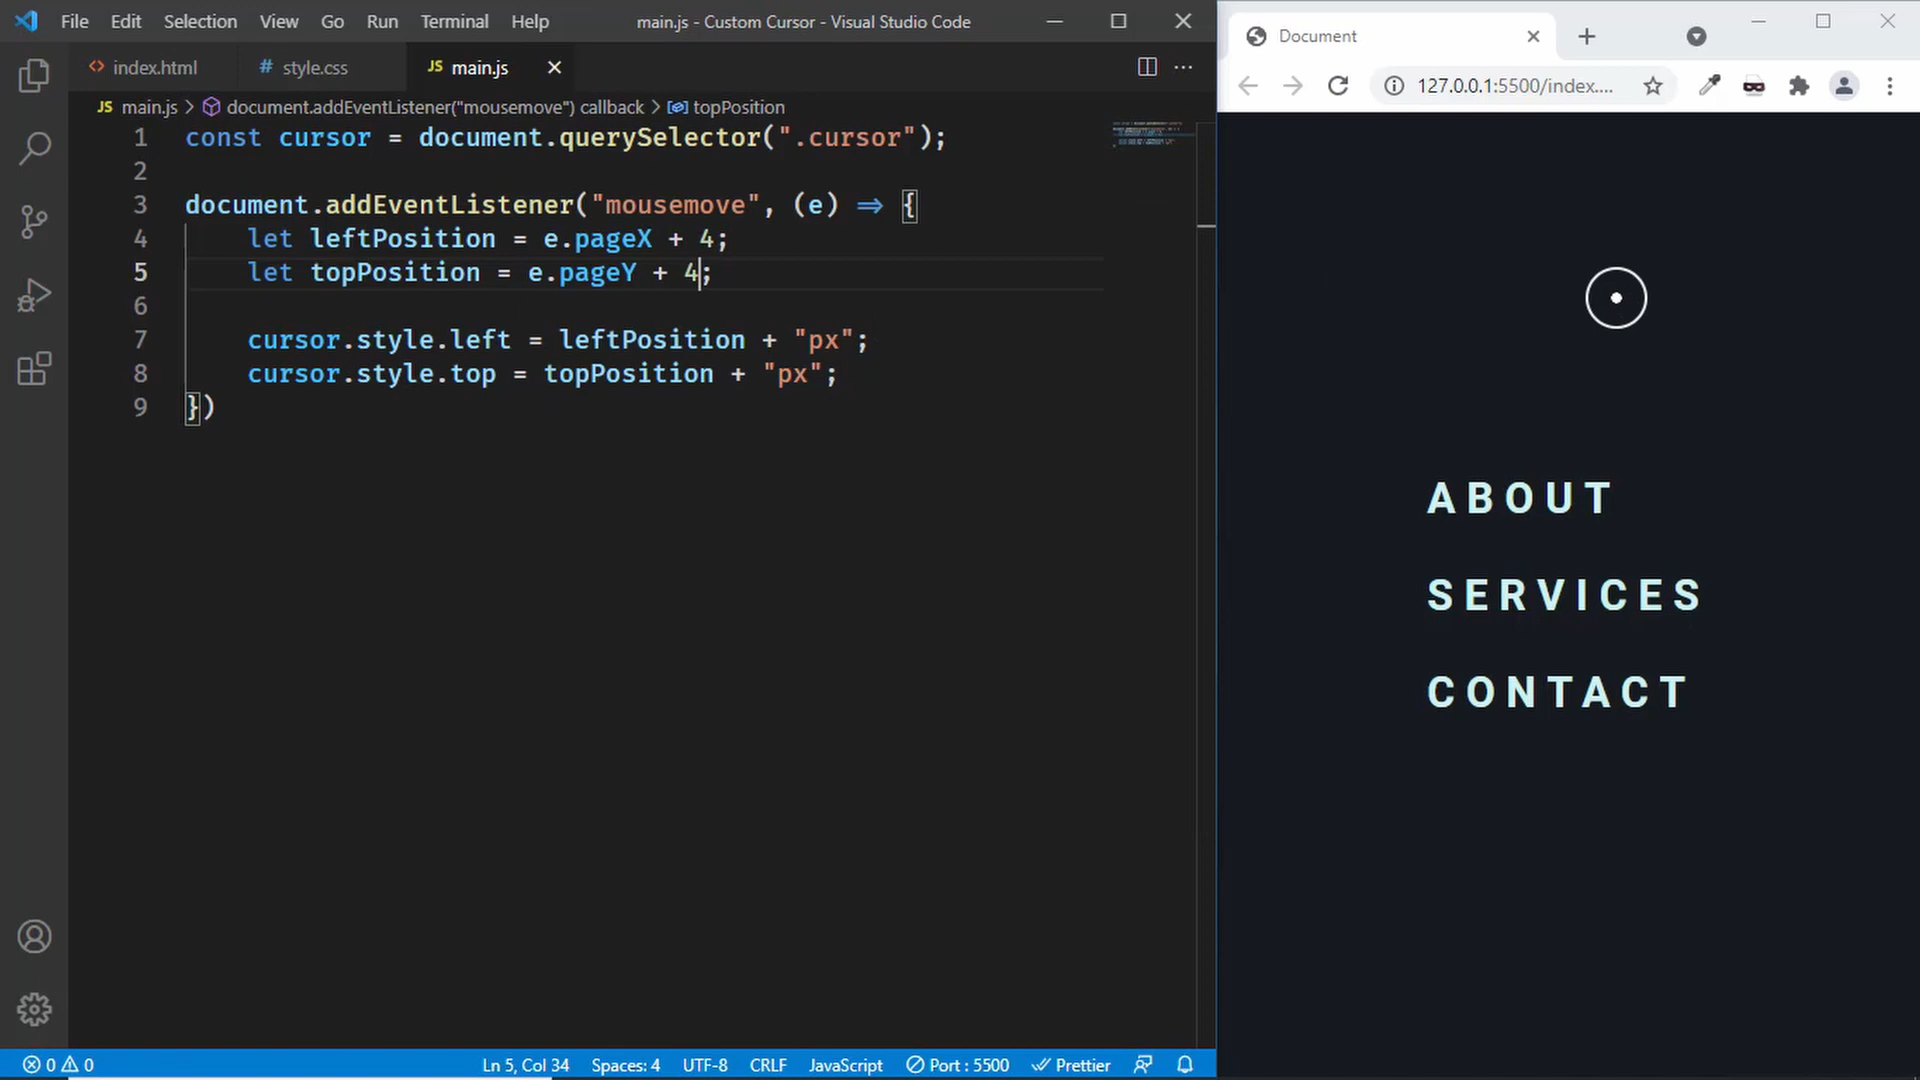 File Edit Selection View Go Run Terminal Help main.js - Custom Cursor - Visual Studio Code
index.html # style.css JS main.js
JS main.js > document.addEventListener("mousemove") callback > topPosition
1 const cursor = document.querySelector(".cursor");
2
3 document.addEventListener("mousemove", (e) => {
4 let leftPosition = e.pageX + 4;
5 let topPosition = e.pageY + 4;
6
7 cursor.style.left = leftPosition + "px";
8 cursor.style.top = topPosition + "px";
9 })
0 0 Ln 5, Col 34 Spaces: 4 UTF-8 CRLF JavaScript Port : 5500 Prettier
Document
127.0.0.1:5500/index....
ABOUT
SERVICES
CONTACT